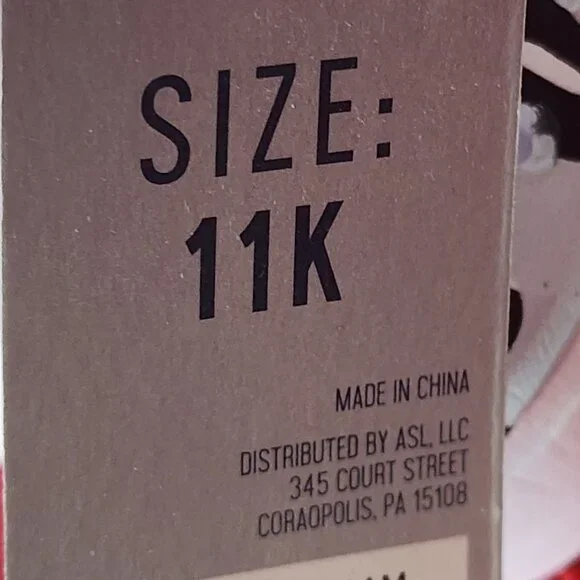 SIZE:
11K
MADE IN CHINA
DISTRIBUTED BY ASL, LLC
345 COURT STREET
CORAOPOLIS, PA 15108